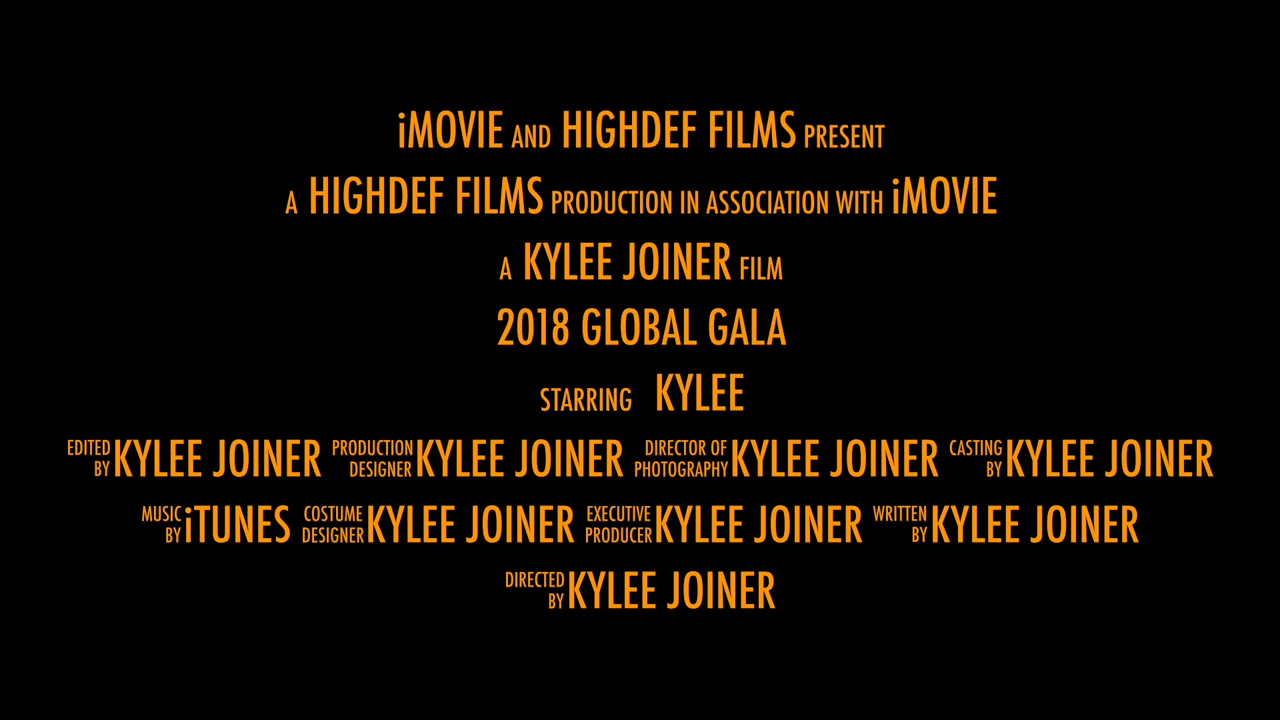 iMOVIE AND HIGHDEF FILMS PRESENT
A HIGHDEF FILMS PRODUCTION IN ASSOCIATION WITH iMOVIE
A KYLEE JOINER FILM
2018 GLOBAL GALA
STARRING KYLEE
EDITED BY KYLEE JOINER PRODUCTION DESIGNER KYLEE JOINER DIRECTOR OF PHOTOGRAPHY KYLEE JOINER CASTING BY KYLEE JOINER
MUSIC BY iTUNES COSTUME DESIGNER KYLEE JOINER EXECUTIVE PRODUCER KYLEE JOINER WRITTEN BY KYLEE JOINER
DIRECTED BY KYLEE JOINER